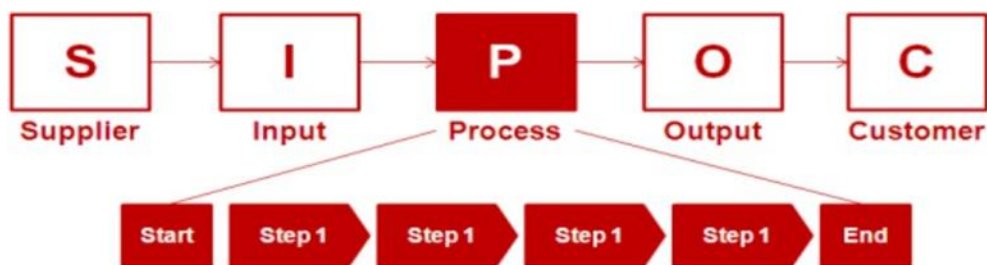 S I P O C
Supplier Input Process Output Customer
Start Step 1 Step 1 Step 1 Step 1 End